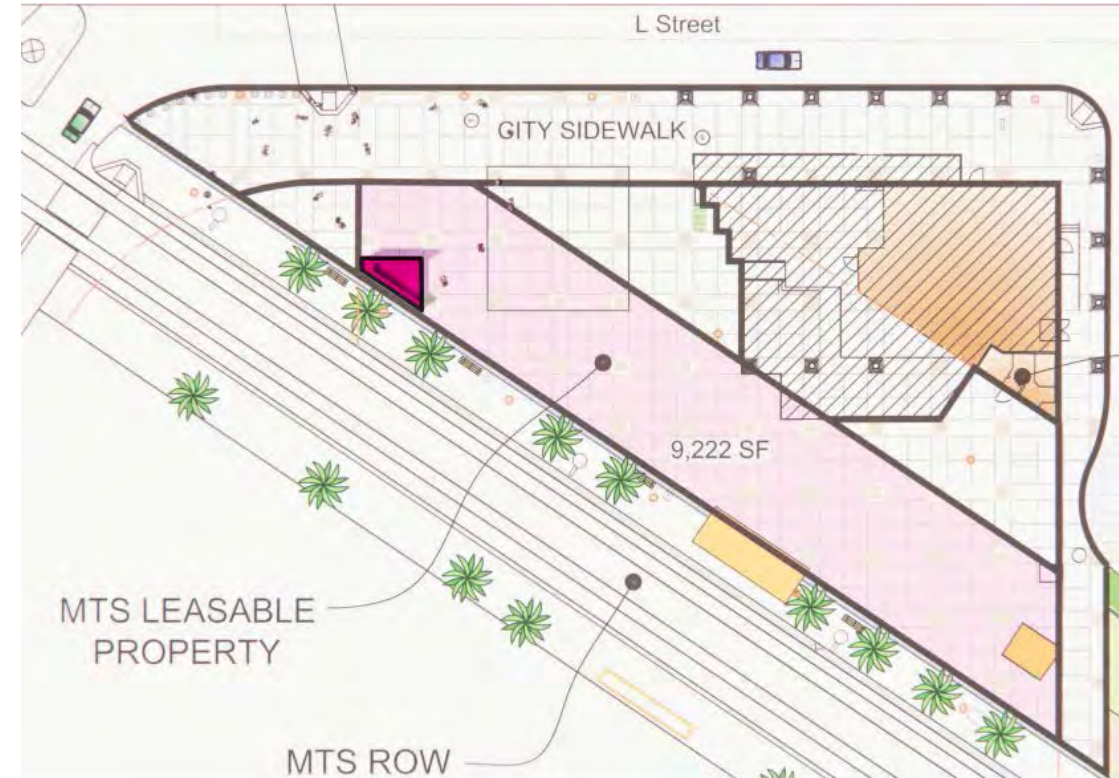 L Street
CITY SIDEWALK
9,222 SF
MTS LEASABLE
PROPERTY
MTS ROW